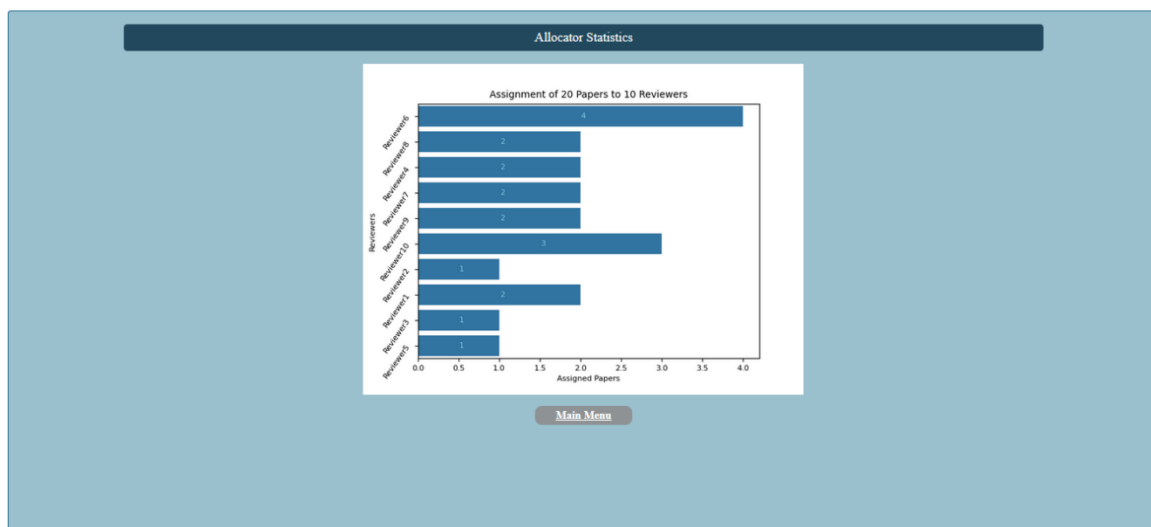 Allocator Statistics
Assignment of 20 Papers to 10 Reviewers
Reviewers
Reviewer6
4
Reviewer8
2
Reviewer4
2
Reviewer7
2
Reviewer9
2
Reviewer10
3
Reviewer2
1
Reviewer1
2
Reviewer3
1
Reviewer5
1
0.0 0.5 1.0 1.5 2.0 2.5 3.0 3.5 4.0
Assigned Papers
Main Menu